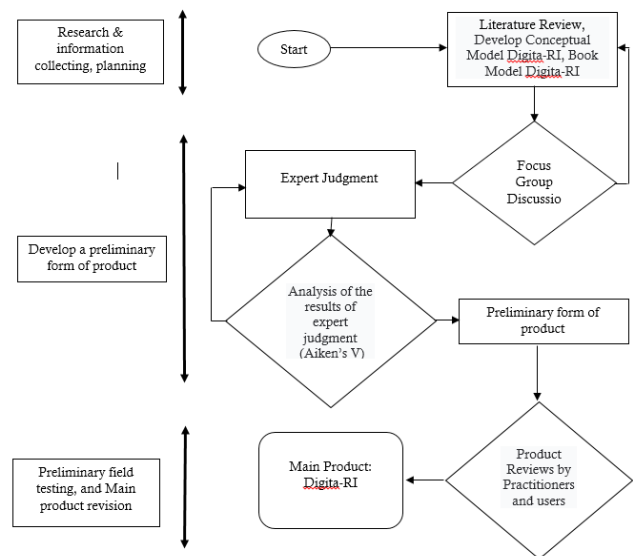 Research &
information
collecting, planning
Start
Literature Review,
Develop Conceptual
Model Digita-RI, Book
Model Digita-RI
Focus
Group
Discussio
Expert Judgment
Develop a preliminary
form of product
Analysis of the
results of
expert
judgment
(Aiken's V)
Preliminary form of
product
Preliminary field
testing, and Main
product revision
Main Product:
Digita-RI
Product
Reviews by
Practitioners
and users